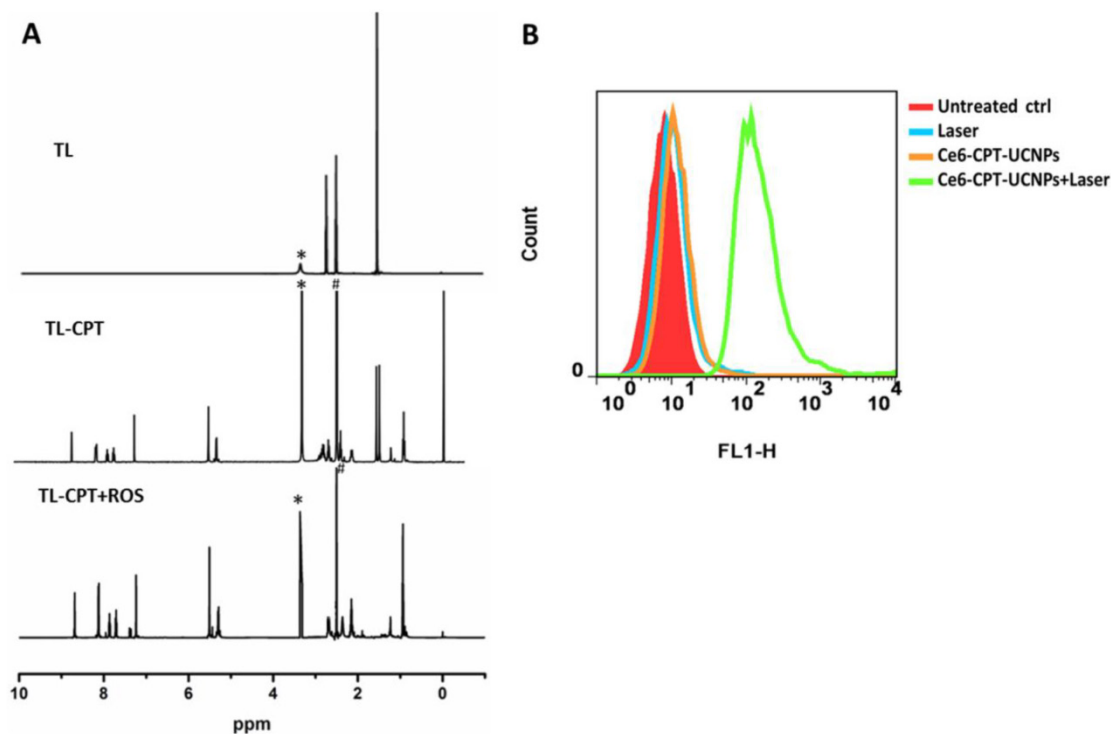 A
TL
*
*
#
TL-CPT
#
TL-CPT+ROS
*
10 8 6 4 2 0
ppm
B
Count
0
10^0 10^1 10^2 10^3 10^4
FL1-H
Untreated ctrl
Laser
Ce6-CPT-UCNPs
Ce6-CPT-UCNPs+Laser